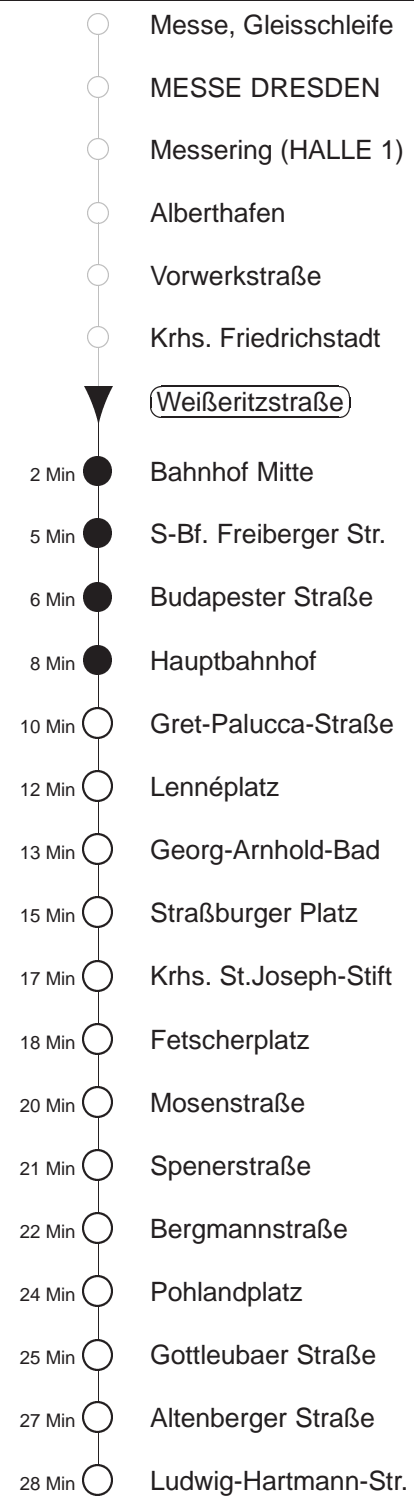 Messe, Gleisschleife
MESSE DRESDEN
Messering (HALLE 1)
Alberthafen
Vorwerkstraße
Krhs. Friedrichstadt
Weißeritzstraße
2 Min Bahnhof Mitte
5 Min S-Bf. Freiberger Str.
6 Min Budapester Straße
8 Min Hauptbahnhof
10 Min Gret-Palucca-Straße
12 Min Lennéplatz
13 Min Georg-Arnhold-Bad
15 Min Straßburger Platz
17 Min Krhs. St.Joseph-Stift
18 Min Fetscherplatz
20 Min Mosenstraße
21 Min Spenerstraße
22 Min Bergmannstraße
24 Min Pohlandplatz
25 Min Gottleubaer Straße
27 Min Altenberger Straße
28 Min Ludwig-Hartmann-Str.